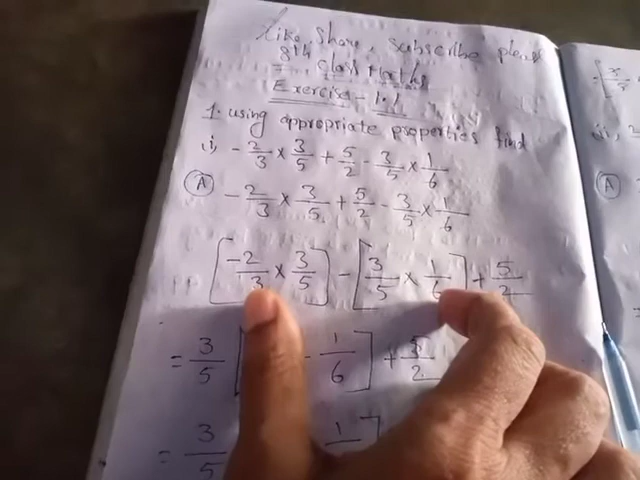 Like, Share, Subscribe please
8th class Maths
Exercise - 1.1
1. using appropriate properties find
i, -2/3 × 3/5 + 5/2 - 3/5 × 1/6
(A) -2/3 × 3/5 + 5/2 - 3/5 × 1/6
[-2/3 × 3/5] - [3/5 × 1/6] + 5/2
= 3/5 [ - 1/6 ] + 5/2
= 3/5 1 ]
ii,
(A)